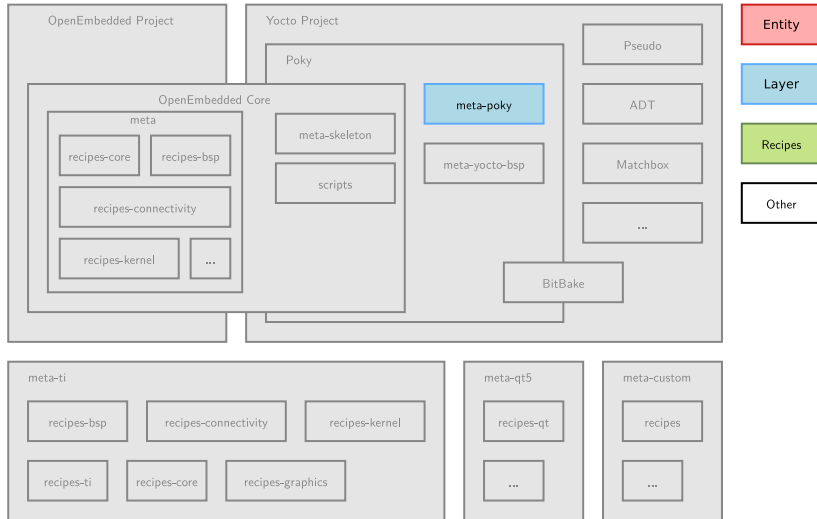 OpenEmbedded Project
Yocto Project
Poky
Pseudo
Entity
OpenEmbedded Core
meta
meta-skeleton
meta-poky
ADT
Layer
recipes-core
recipes-bsp
scripts
meta-yocto-bsp
Matchbox
Recipes
recipes-connectivity
...
Other
recipes-kernel
...
BitBake
meta-ti
meta-qt5
meta-custom
recipes-bsp
recipes-connectivity
recipes-kernel
recipes-qt
recipes
recipes-ti
recipes-core
recipes-graphics
...
...